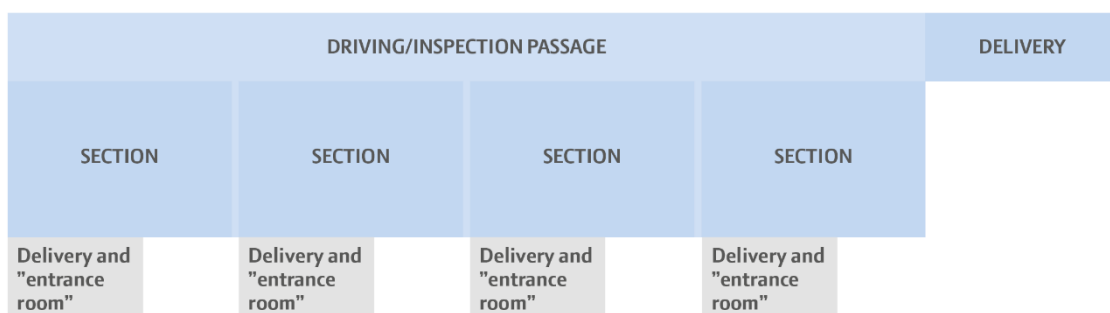 DRIVING/INSPECTION PASSAGE
DELIVERY
SECTION
SECTION
SECTION
SECTION
Delivery and
”entrance
room”
Delivery and
”entrance
room”
Delivery and
”entrance
room”
Delivery and
”entrance
room”